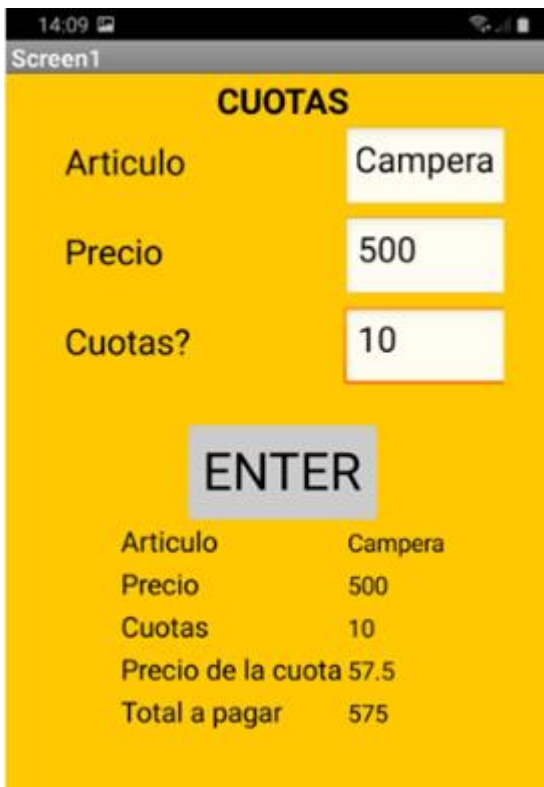 14:09
Screen1
CUOTAS
Articulo Campera
Precio 500
Cuotas? 10
ENTER
Articulo Campera
Precio 500
Cuotas 10
Precio de la cuota 57.5
Total a pagar 575